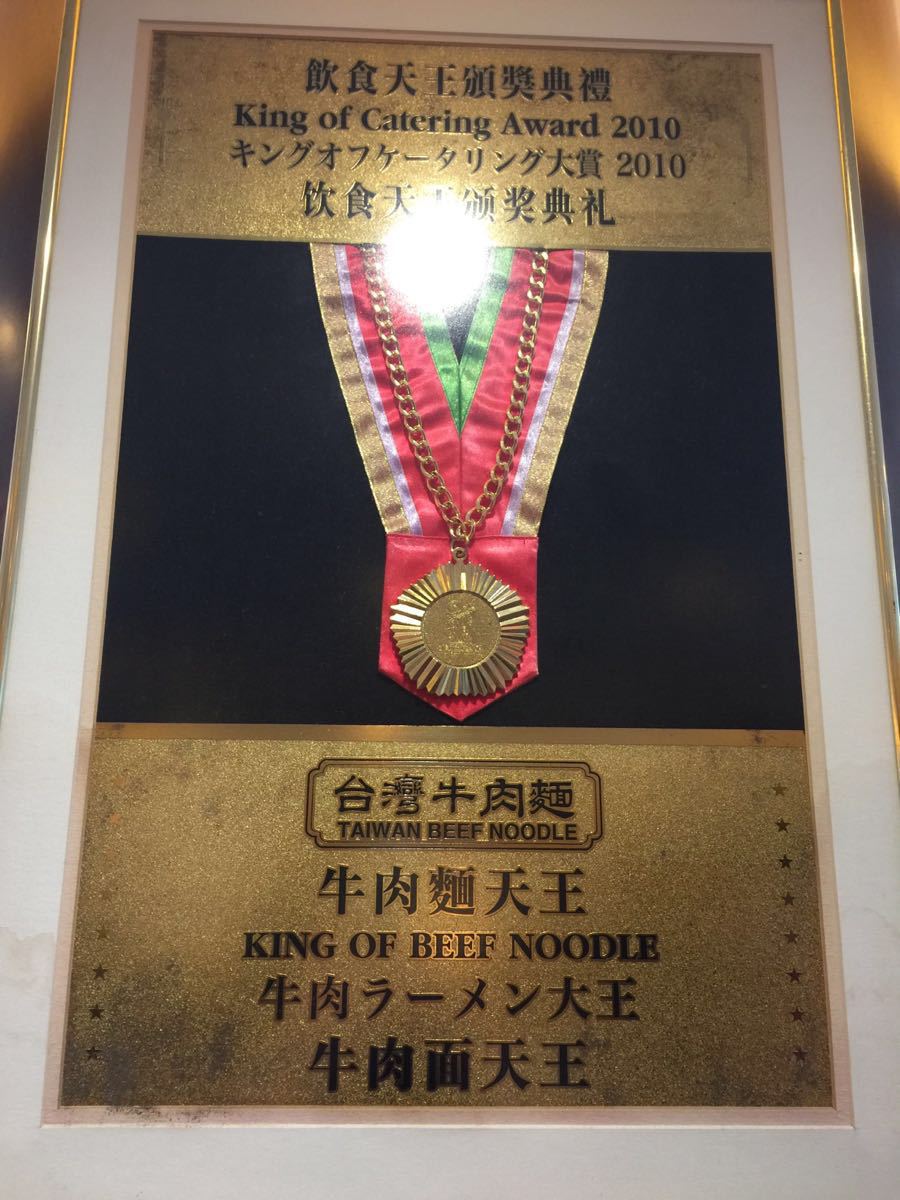 飲食天王頒獎典禮
King of Catering Award 2010
キングオフケータリング大賞 2010
饮食天王颁奖典礼
台灣牛肉麵
TAIWAN BEEF NOODLE
牛肉麵天王
KING OF BEEF NOODLE
牛肉ラーメン大王
牛肉面天王